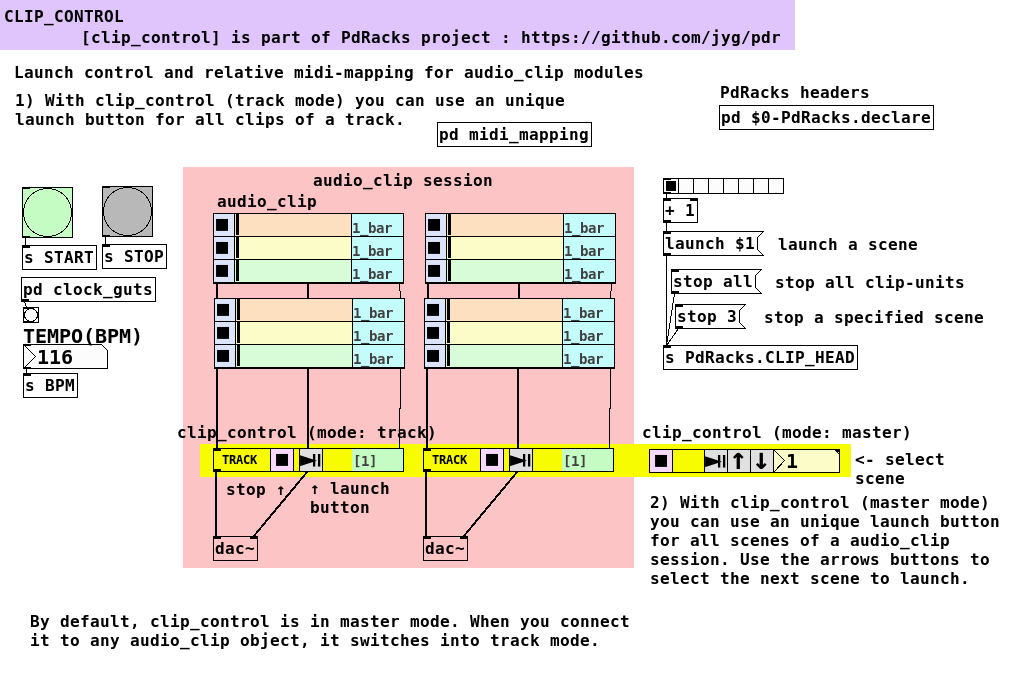 CLIP_CONTROL
[clip_control] is part of PdRacks project : https://github.com/jyg/pdr
Launch control and relative midi-mapping for audio_clip modules
1) With clip_control (track mode) you can use an unique
launch button for all clips of a track.
pd midi_mapping
PdRacks headers
pd $0-PdRacks.declare
audio_clip session
audio_clip
s START
s STOP
pd clock_guts
TEMPO(BPM)
116
s BPM
1_bar
1_bar
1_bar
1_bar
1_bar
1_bar
1_bar
1_bar
1_bar
1_bar
1_bar
1_bar
+ 1
launch $1
launch a scene
stop all
stop all clip-units
stop 3
stop a specified scene
s PdRacks.CLIP_HEAD
clip_control (mode: track)
clip_control (mode: master)
TRACK
[1]
TRACK
[1]
1
<- select
scene
stop ↑
↑ launch
button
dac~
dac~
2) With clip_control (master mode)
you can use an unique launch button
for all scenes of a audio_clip
session. Use the arrows buttons to
select the next scene to launch.
By default, clip_control is in master mode. When you connect
it to any audio_clip object, it switches into track mode.